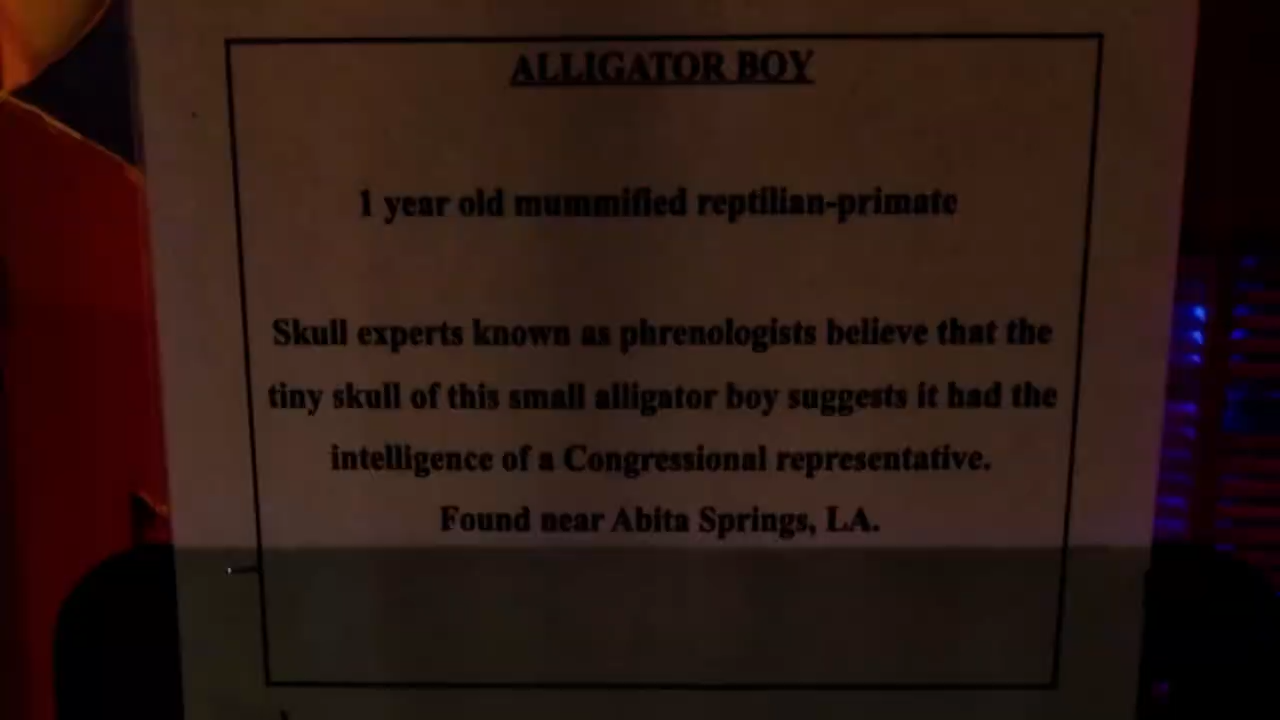 ALLIGATOR BOY
1 year old mummified reptilian-primate
Skull experts known as phrenologists believe that the
tiny skull of this small alligator boy suggests it had the
intelligence of a Congressional representative.
Found near Abita Springs, LA.